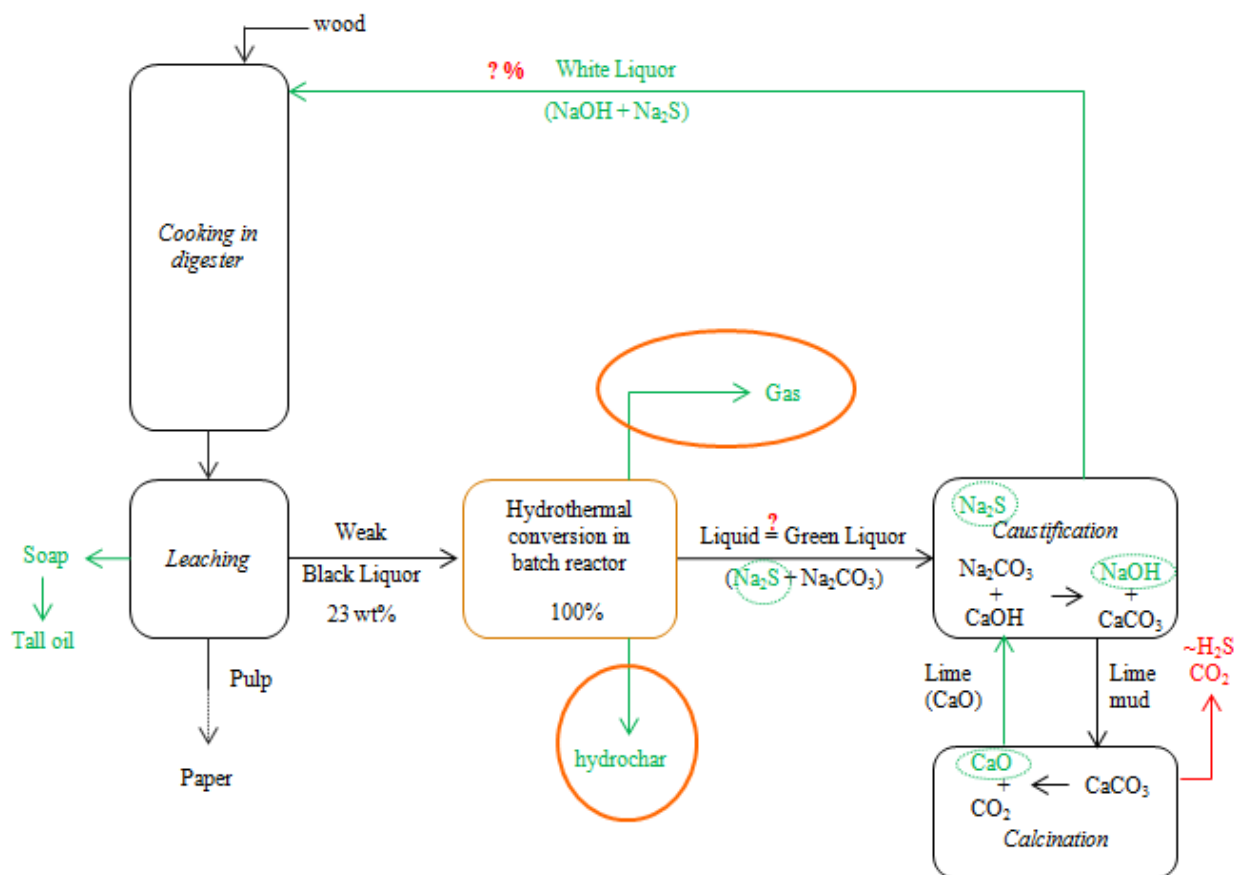 wood
? % White Liquor
(NaOH + Na₂S)
Cooking in
digester
Gas
Leaching
Soap
Tall oil
Weak
Black Liquor
23 wt%
Hydrothermal
conversion in
batch reactor
100%
?
Liquid = Green Liquor
(Na₂S + Na₂CO₃)
Na₂S
Caustification
Na₂CO₃
+
CaOH
NaOH
+
CaCO₃
Pulp
Paper
hydrochar
Lime
(CaO)
Lime
mud
~H₂S
CO₂
CaO
+
CO₂
CaCO₃
Calcination